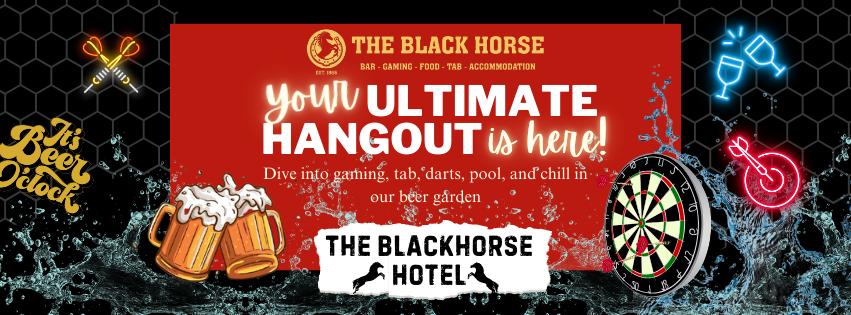 THE BLACK HORSE
EST. 1866
BAR - GAMING - FOOD - TAB - ACCOMMODATION
your ULTIMATE
HANGOUT is here!
It's
Beer
O'clock
Dive into gaming, tab, darts, pool, and chill in
our beer garden
THE BLACKHORSE
HOTEL